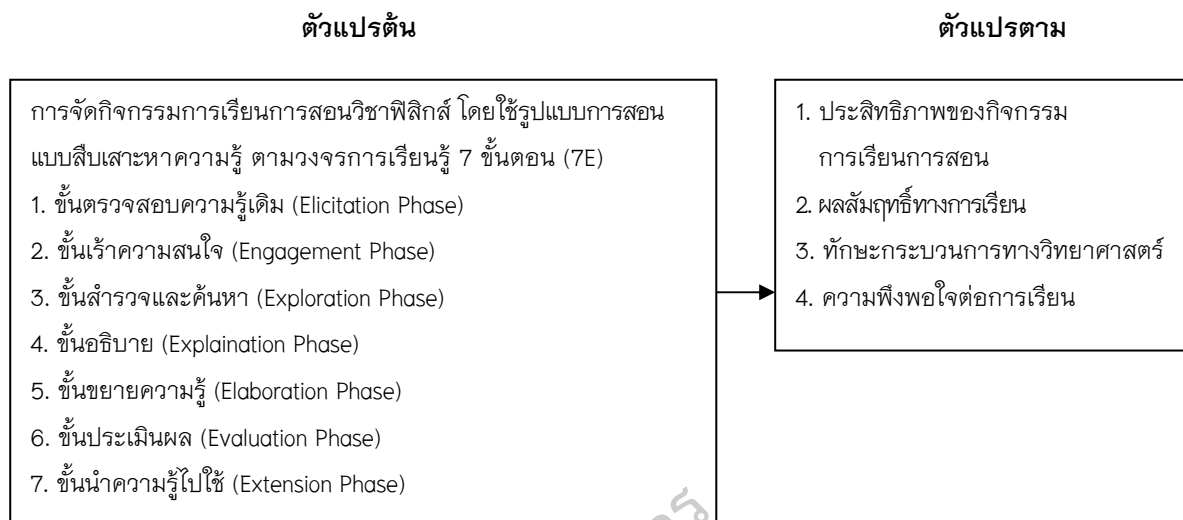 ตัวแปรต้น
การจัดกิจกรรมการเรียนการสอนวิชาฟิสิกส์ โดยใช้รูปแบบการสอน
แบบสืบเสาะหาความรู้ ตามวงจรการเรียนรู้ 7 ขั้นตอน (7E)
1. ขั้นตรวจสอบความรู้เดิม (Elicitation Phase)
2. ขั้นเร้าความสนใจ (Engagement Phase)
3. ขั้นสำรวจและค้นหา (Exploration Phase)
4. ขั้นอธิบาย (Explaination Phase)
5. ขั้นขยายความรู้ (Elaboration Phase)
6. ขั้นประเมินผล (Evaluation Phase)
7. ขั้นนำความรู้ไปใช้ (Extension Phase)
ตัวแปรตาม
1. ประสิทธิภาพของกิจกรรม
การเรียนการสอน
2. ผลสัมฤทธิ์ทางการเรียน
3. ทักษะกระบวนการทางวิทยาศาสตร์
4. ความพึงพอใจต่อการเรียน